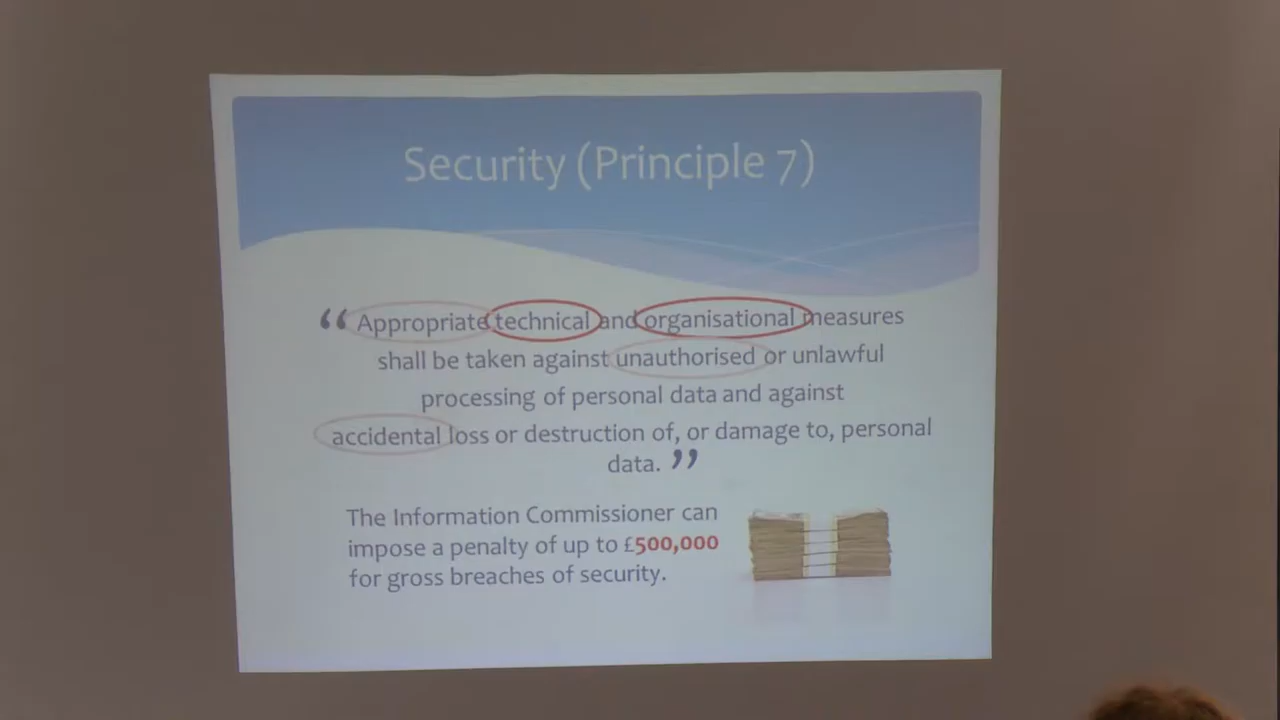 Security (Principle 7)
“ Appropriate technical and organisational measures
shall be taken against unauthorised or unlawful
processing of personal data and against
accidental loss or destruction of, or damage to, personal
data. ”
The Information Commissioner can
impose a penalty of up to £500,000
for gross breaches of security.